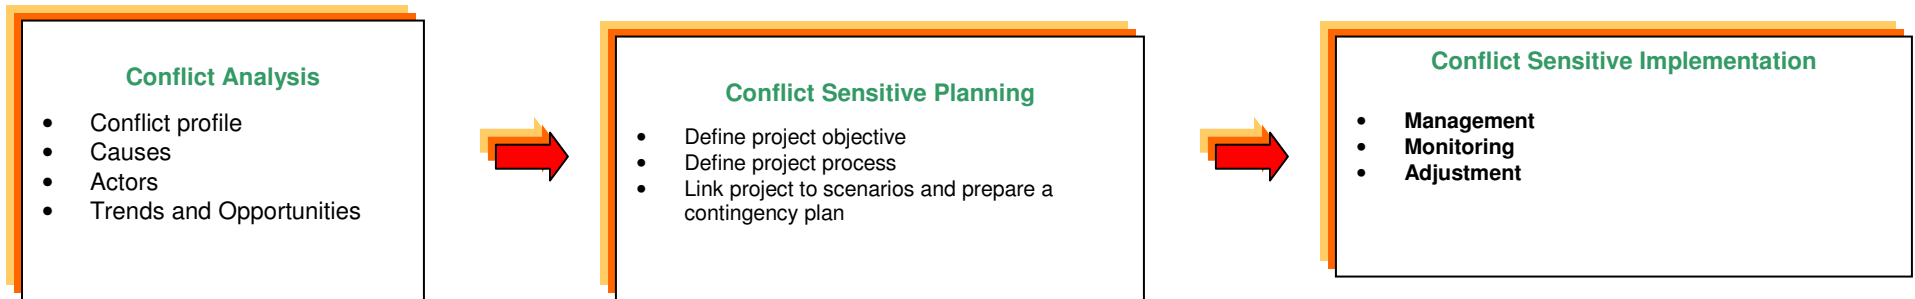 Conflict Analysis
• Conflict profile
• Causes
• Actors
• Trends and Opportunities
Conflict Sensitive Planning
• Define project objective
• Define project process
• Link project to scenarios and prepare a
contingency plan
Conflict Sensitive Implementation
• Management
• Monitoring
• Adjustment